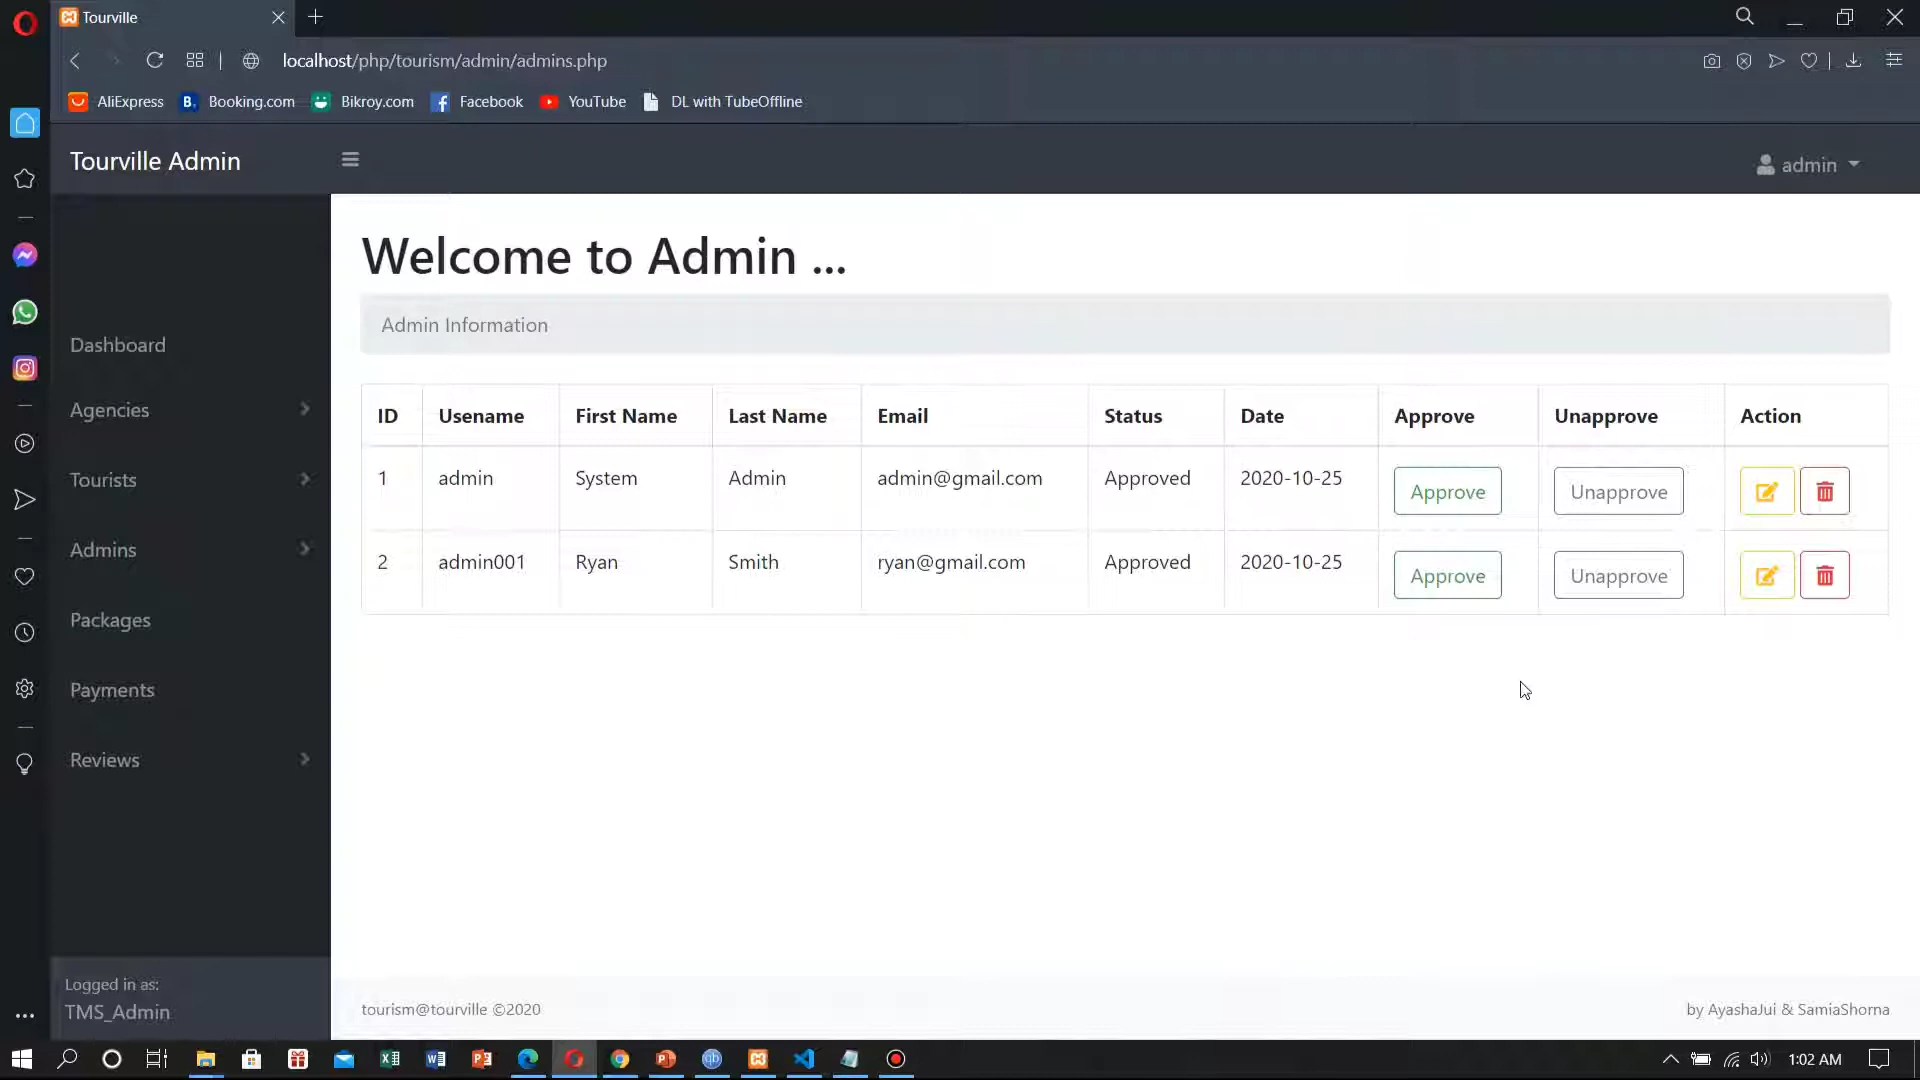 Tourville
localhost/php/tourism/admin/admins.php
AliExpress B. Booking.com Bikroy.com Facebook YouTube DL with TubeOffline
Tourville Admin admin
Welcome to Admin ...
Admin Information
Dashboard
Agencies
Tourists
Admins
Packages
Payments
Reviews
ID Usename First Name Last Name Email Status Date Approve Unapprove Action
1 admin System Admin admin@gmail.com Approved 2020-10-25 Approve Unapprove
2 admin001 Ryan Smith ryan@gmail.com Approved 2020-10-25 Approve Unapprove
Logged in as:
TMS_Admin
tourism@tourville ©2020 by AyashaJui & SamiaShorna
1:02 AM